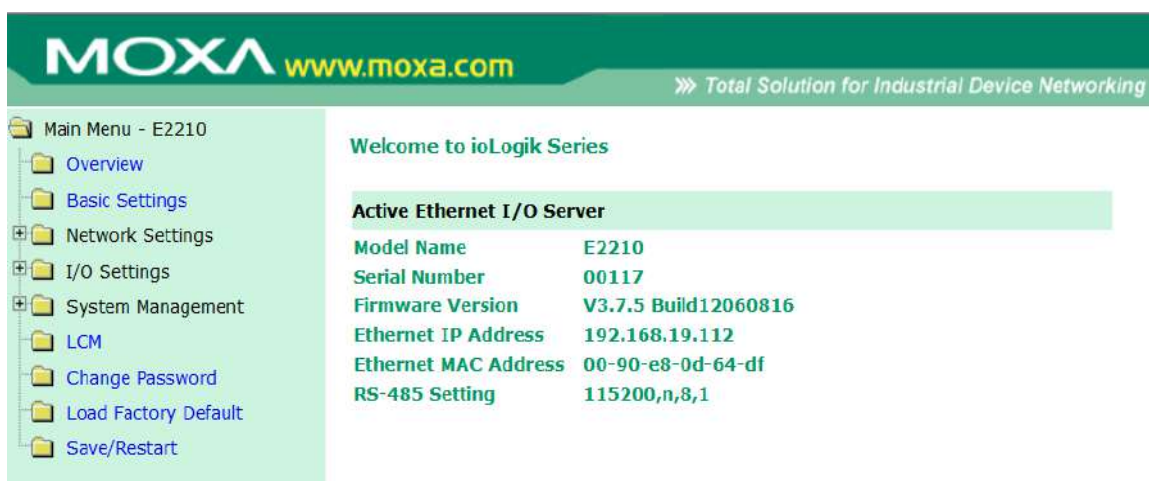 MOXA www.moxa.com
Total Solution for Industrial Device Networking
Main Menu - E2210
Overview
Basic Settings
Network Settings
I/O Settings
System Management
LCM
Change Password
Load Factory Default
Save/Restart
Welcome to ioLogik Series
Active Ethernet I/O Server
Model Name E2210
Serial Number 00117
Firmware Version V3.7.5 Build12060816
Ethernet IP Address 192.168.19.112
Ethernet MAC Address 00-90-e8-0d-64-df
RS-485 Setting 115200,n,8,1